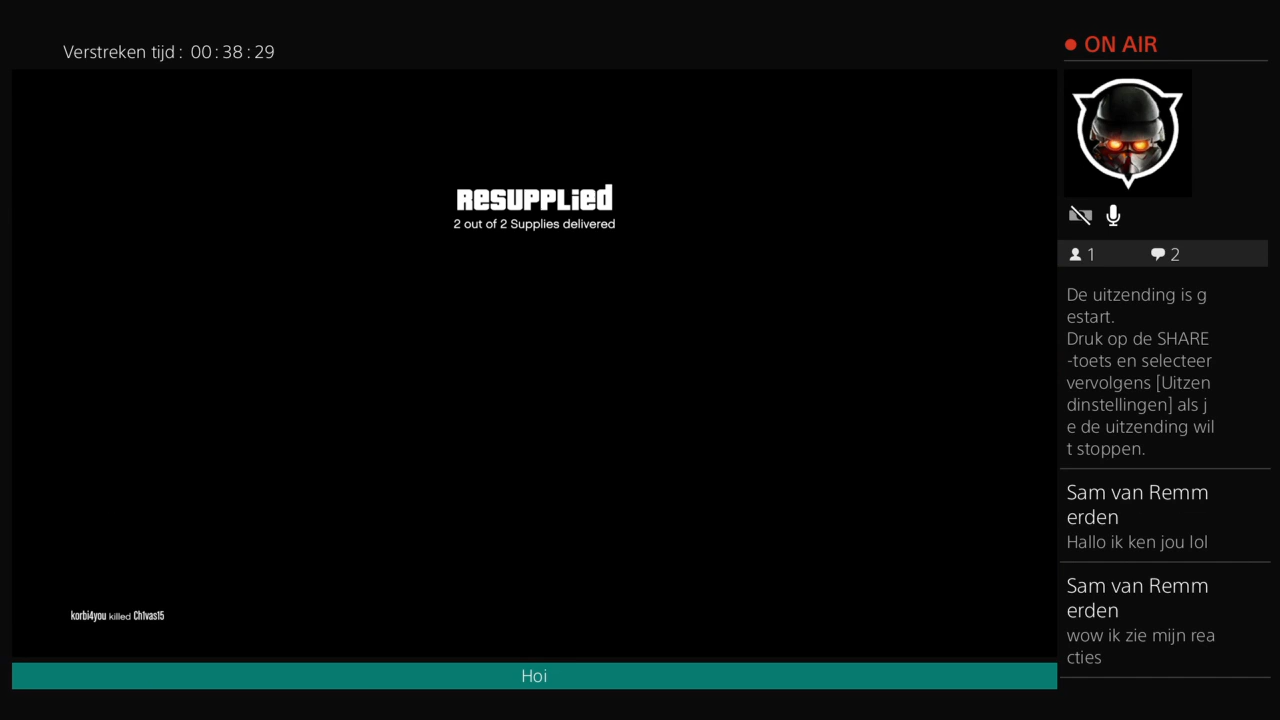 Verstreken tijd : 00 : 38 : 29
ON AIR
RESUPPLIED
2 out of 2 Supplies delivered
1 2
De uitzending is g
estart.
Druk op de SHARE
-toets en selecteer
vervolgens [Uitzen
dinstellingen] als j
e de uitzending wil
t stoppen.
Sam van Remm
erden
Hallo ik ken jou lol
Sam van Remm
erden
wow ik zie mijn rea
cties
korbi4you killed Ch1vas15
Hoi